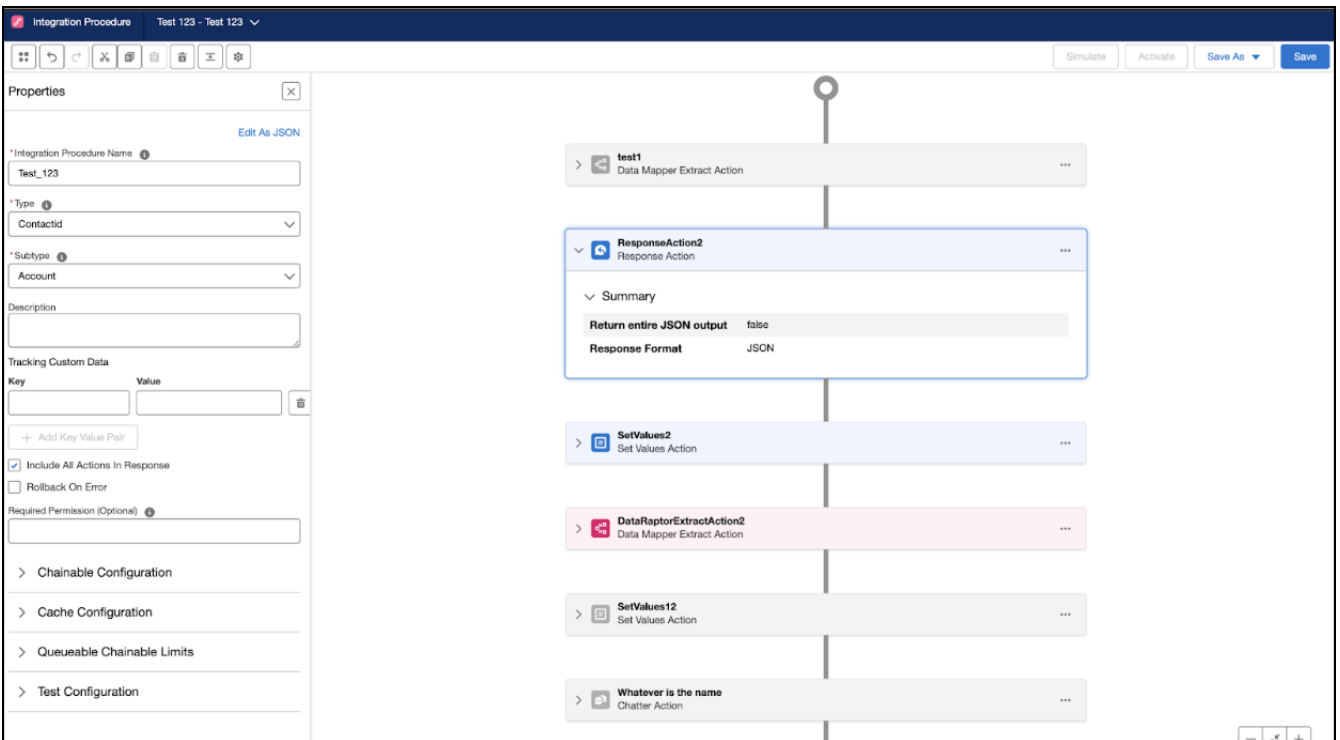 Integration Procedure Test 123 - Test 123
Simulate Activate Save As Save
Properties
Edit As JSON
*Integration Procedure Name
Test_123
*Type
Contactid
*Subtype
Account
Description
Tracking Custom Data
Key Value
+ Add Key Value Pair
Include All Actions In Response
Rollback On Error
Required Permission (Optional)
Chainable Configuration
Cache Configuration
Queueable Chainable Limits
Test Configuration
test1
Data Mapper Extract Action
ResponseAction2
Response Action
Summary
Return entire JSON output false
Response Format JSON
SetValues2
Set Values Action
DataRaptorExtractAction2
Data Mapper Extract Action
SetValues12
Set Values Action
Whatever is the name
Chatter Action